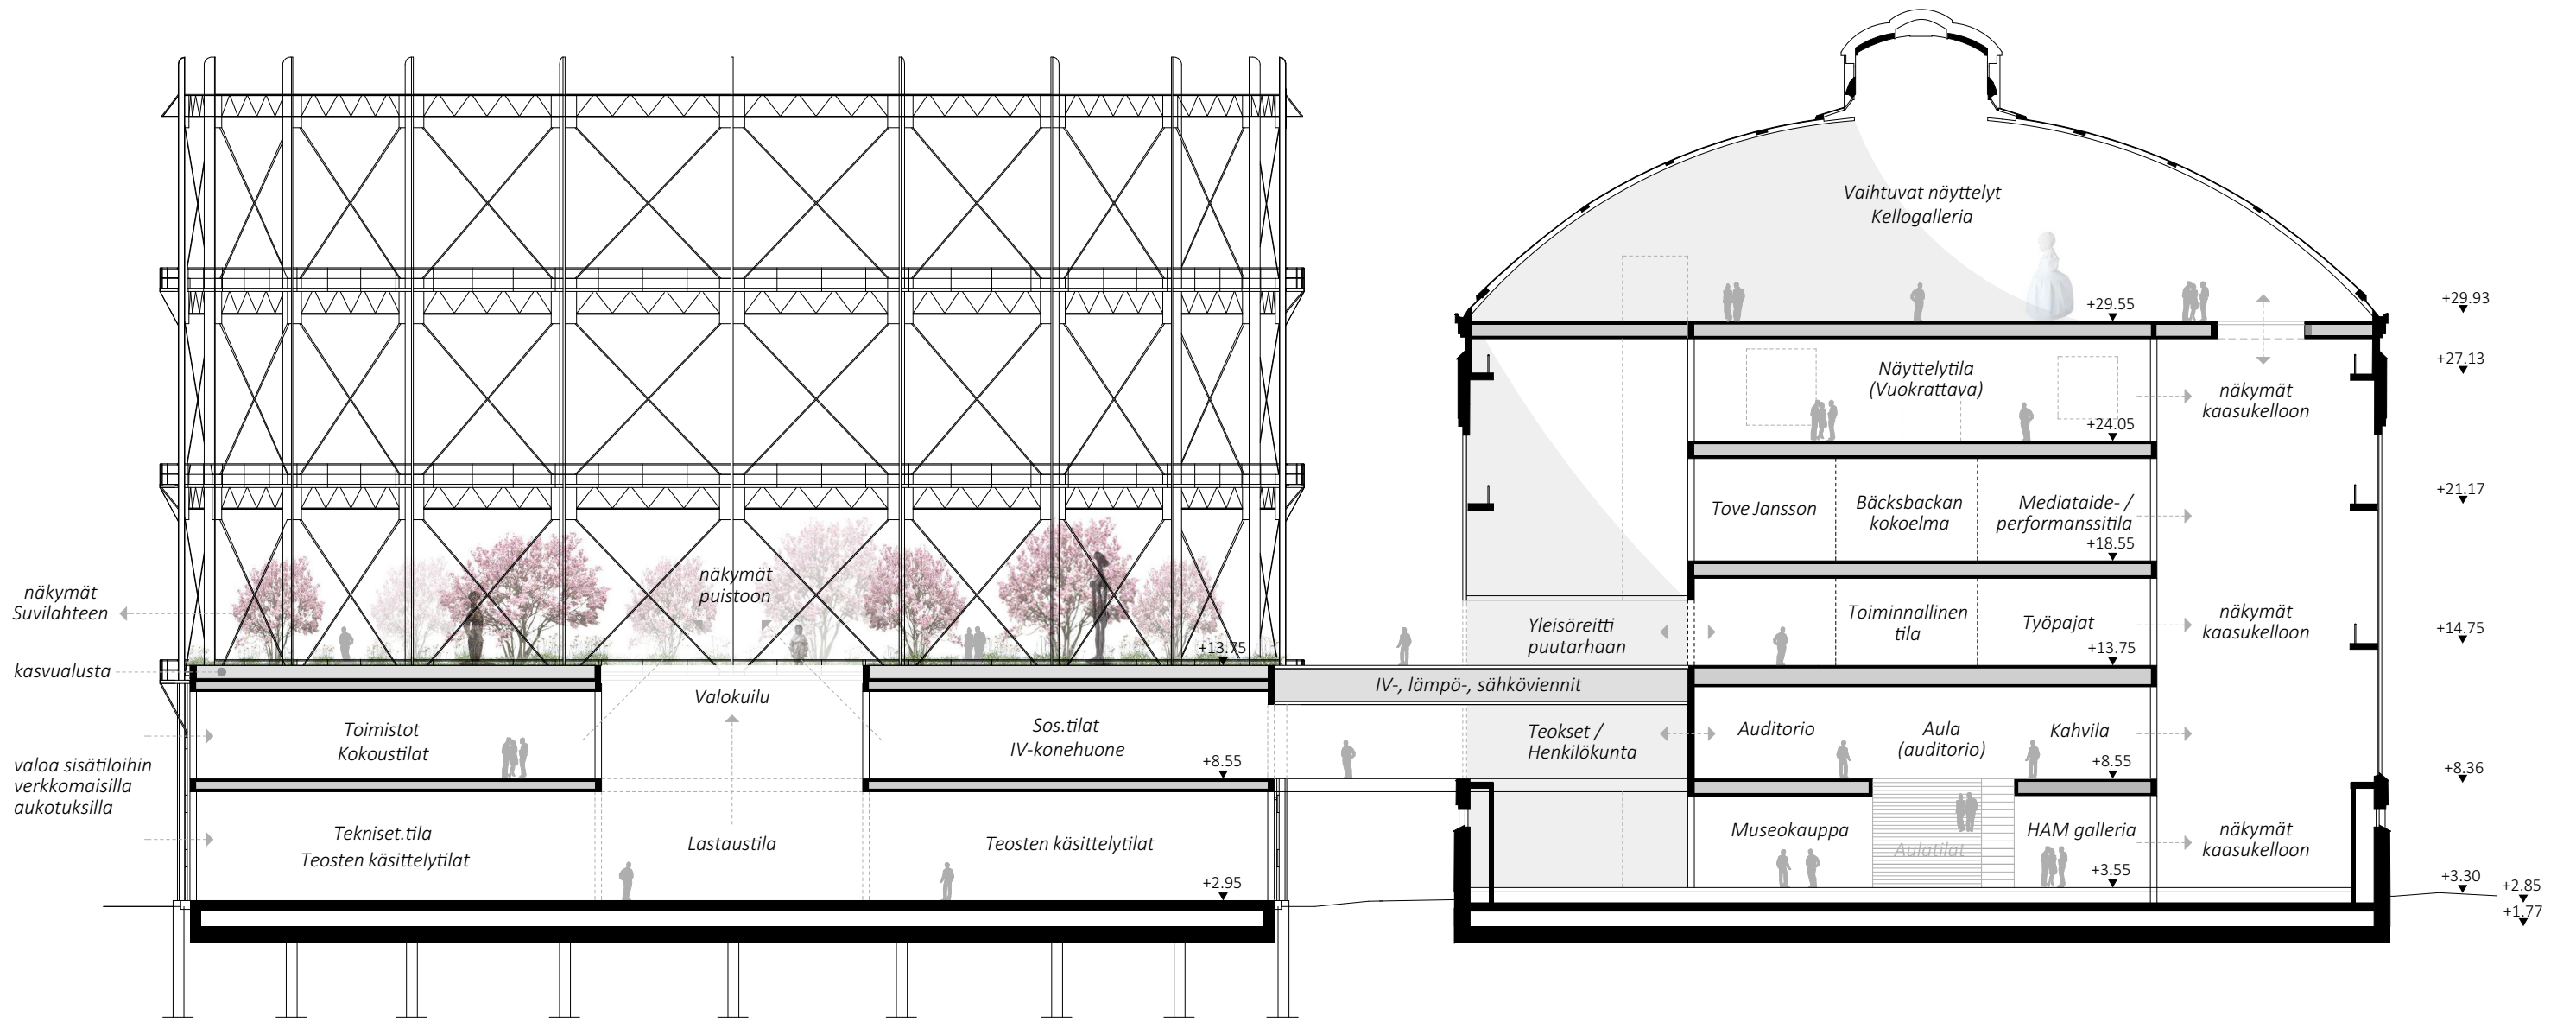 Vaihtuvat näyttelyt
Kellogalleria
+29.55
+29.93
+27.13
Näyttelytila
(Vuokrattava)
näkymät
kaasukelloon
+24.05
+21.17
Tove Jansson
Bäcksbackan
kokoelma
Mediataide- /
performanssitila
+18.55
näkymät
puistoon
näkymät
Suvilahteen
kasvualusta
+13.75
Yleisöreitti
puutarhaan
Toiminnallinen
tila
Työpajat
+13.75
näkymät
kaasukelloon
+14.75
Valokuilu
IV-, lämpö-, sähköviennit
Toimistot
Kokoustilat
Sos.tilat
IV-konehuone
+8.55
Teokset /
Henkilökunta
Auditorio
Aula
(auditorio)
Kahvila
+8.55
+8.36
valoa sisätiloihin
verkkomaisilla
aukotuksilla
Tekniset.tila
Teosten käsittelytilat
Lastaustila
Teosten käsittelytilat
+2.95
Museokauppa
Aulatilat
HAM galleria
+3.55
näkymät
kaasukelloon
+3.30
+2.85
+1.77